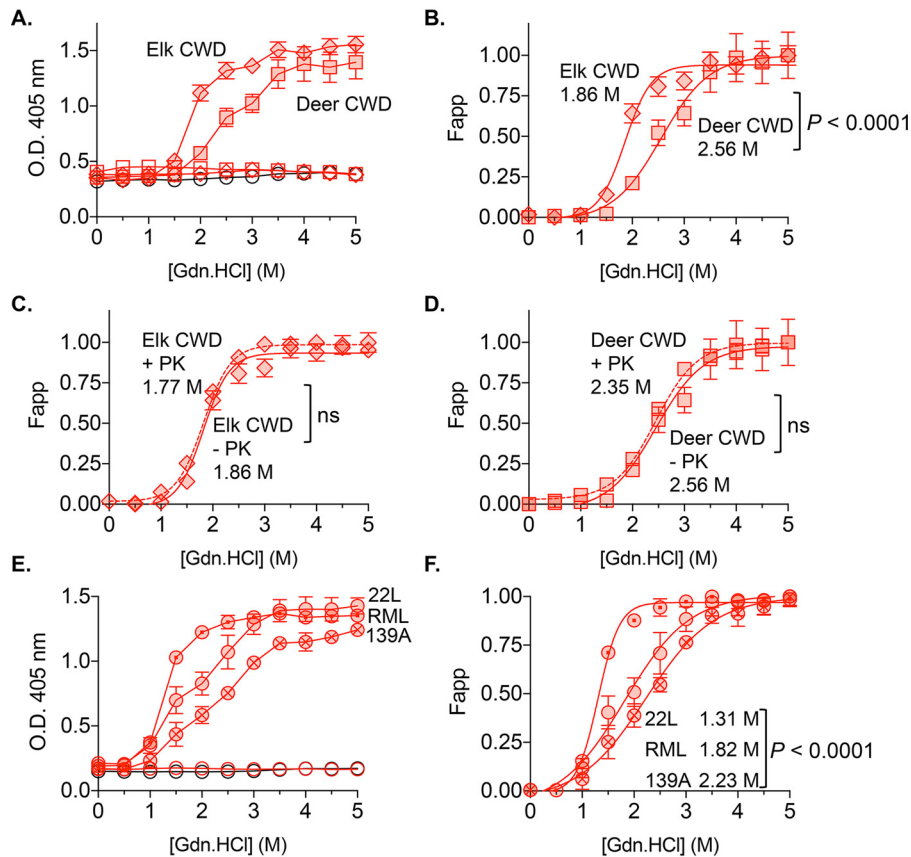 A.
O.D. 405 nm
1.5
1.0
0.5
0.0
Elk CWD
Deer CWD
0 1 2 3 4 5
[Gdn.HCl] (M)
B.
Fapp
1.00
0.75
0.50
0.25
0.00
Elk CWD
1.86 M
Deer CWD
2.56 M
P < 0.0001
0 1 2 3 4 5
[Gdn.HCl] (M)
C.
Fapp
1.00
0.75
0.50
0.25
0.00
Elk CWD
+ PK
1.77 M
Elk CWD
- PK
1.86 M
ns
0 1 2 3 4 5
[Gdn.HCl] (M)
D.
Fapp
1.00
0.75
0.50
0.25
0.00
Deer CWD
+ PK
2.35 M
Deer CWD
- PK
2.56 M
ns
0 1 2 3 4 5
[Gdn.HCl] (M)
E.
O.D. 405 nm
1.5
1.0
0.5
0.0
22L
RML
139A
0 1 2 3 4 5
[Gdn.HCl] (M)
F.
Fapp
1.00
0.75
0.50
0.25
0.00
22L 1.31 M
RML 1.82 M
139A 2.23 M
P < 0.0001
0 1 2 3 4 5
[Gdn.HCl] (M)